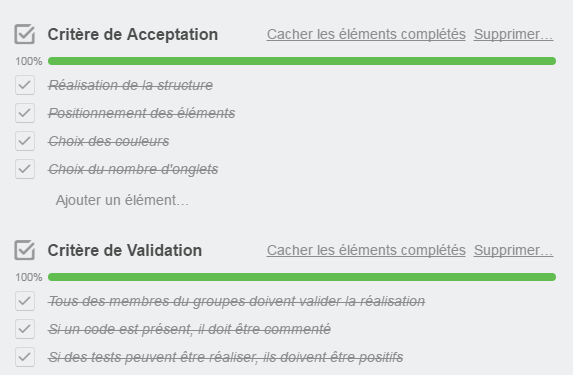 Critère de Acceptation Cacher les éléments complétés Supprimer...
100%
Réalisation de la structure
Positionnement des éléments
Choix des couleurs
Choix du nombre d'onglets
Ajouter un élément...
Critère de Validation Cacher les éléments complétés Supprimer...
100%
Tous des membres du groupes doivent valider la réalisation
Si un code est présent, il doit être commenté
Si des tests peuvent être réaliser, ils doivent être positifs